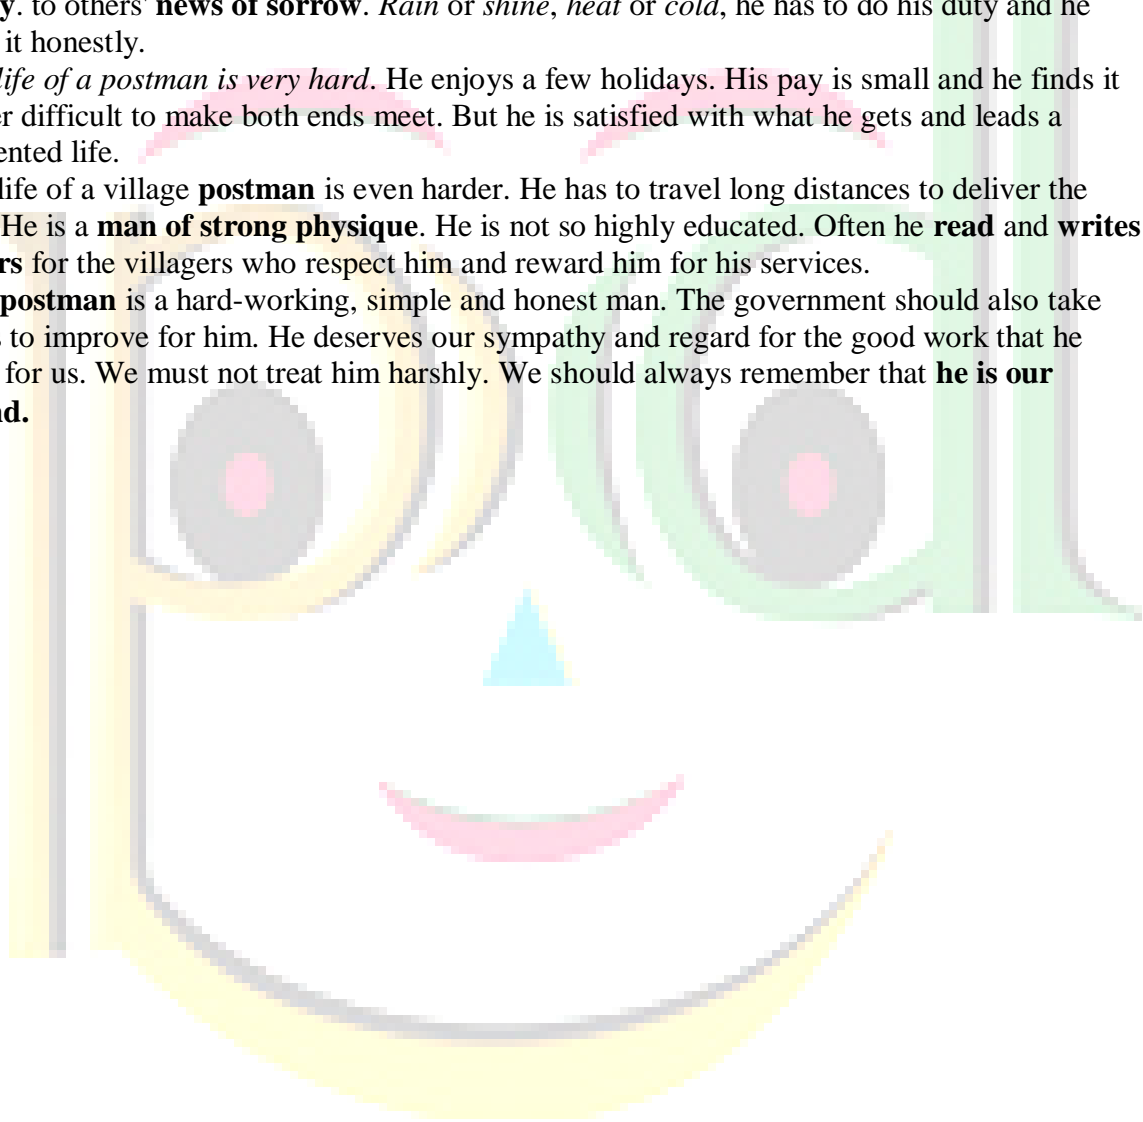 y. to others' news of sorrow. Rain or shine, heat or cold, he has to do his duty and he
it honestly.
life of a postman is very hard. He enjoys a few holidays. His pay is small and he finds it
er difficult to make both ends meet. But he is satisfied with what he gets and leads a
ented life.
life of a village postman is even harder. He has to travel long distances to deliver the
He is a man of strong physique. He is not so highly educated. Often he read and writes
rs for the villagers who respect him and reward him for his services.
postman is a hard-working, simple and honest man. The government should also take
s to improve for him. He deserves our sympathy and regard for the good work that he
for us. We must not treat him harshly. We should always remember that he is our
nd.